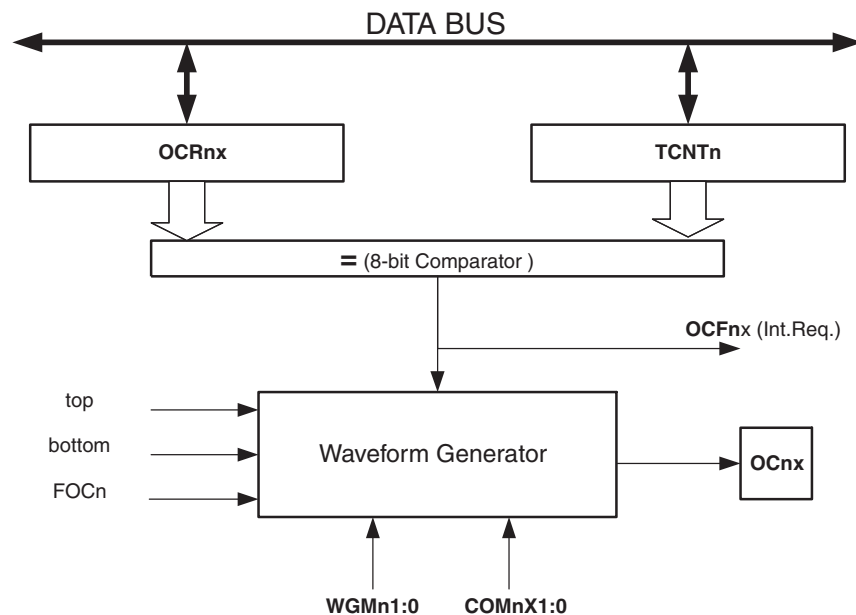 DATA BUS
OCRnx
TCNTn
= (8-bit Comparator )
OCFnx (Int.Req.)
top
bottom
FOCn
Waveform Generator
OCnx
WGMn1:0
COMnX1:0